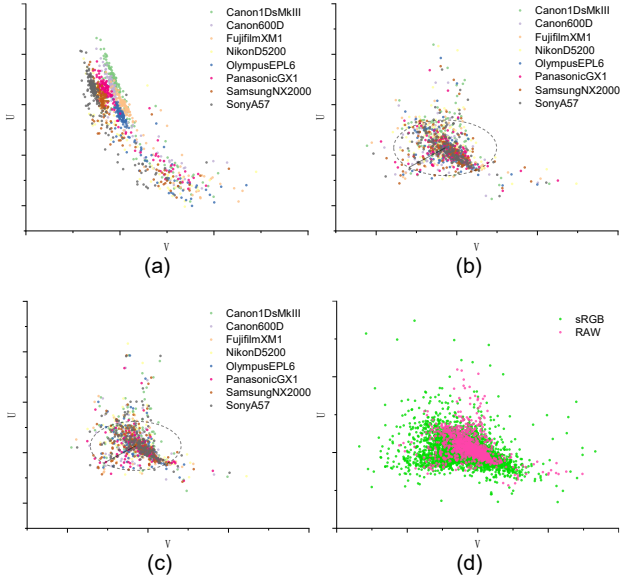 Canon1DsMkIII
Canon600D
FujifilmXM1
NikonD5200
OlympusEPL6
PanasonicGX1
SamsungNX2000
SonyA57
U
V
(a)
Canon1DsMkIII
Canon600D
FujifilmXM1
NikonD5200
OlympusEPL6
PanasonicGX1
SamsungNX2000
SonyA57
U
V
(b)
Canon1DsMkIII
Canon600D
FujifilmXM1
NikonD5200
OlympusEPL6
PanasonicGX1
SamsungNX2000
SonyA57
U
V
(c)
sRGB
RAW
U
V
(d)